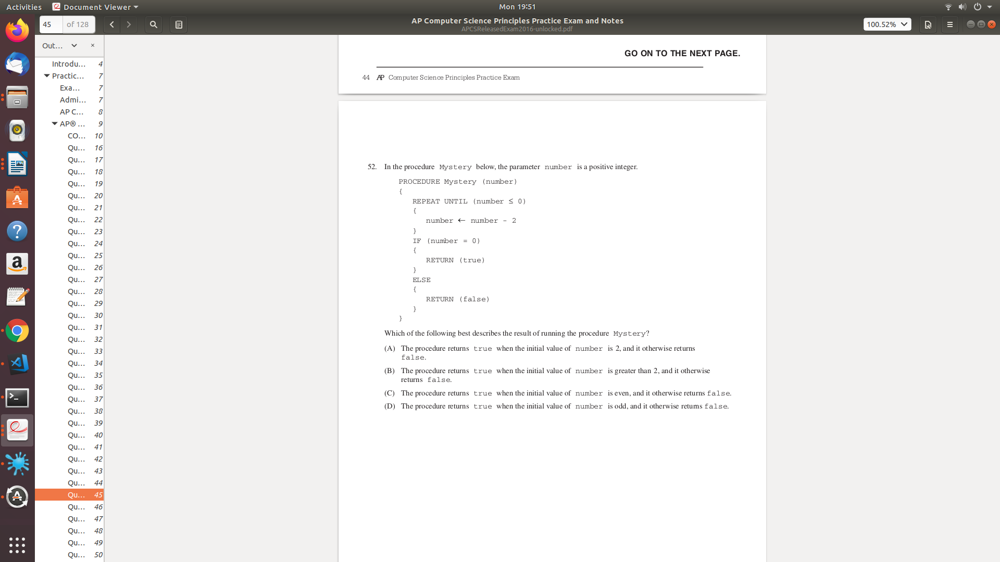 Activities
Document Viewer
Mon 19:51
45 of 128
AP Computer Science Principles Practice Exam and Notes
APCSReleasedExam2016-unlocked.pdf
100.52%
Out...
Introdu... 4
Practic... 7
Exa... 7
Admi... 7
AP C... 8
AP® ... 9
CO... 10
Qu... 16
Qu... 17
Qu... 18
Qu... 19
Qu... 20
Qu... 21
Qu... 22
Qu... 23
Qu... 24
Qu... 25
Qu... 26
Qu... 27
Qu... 28
Qu... 29
Qu... 30
Qu... 31
Qu... 32
Qu... 33
Qu... 34
Qu... 35
Qu... 36
Qu... 37
Qu... 38
Qu... 39
Qu... 40
Qu... 41
Qu... 42
Qu... 43
Qu... 44
Qu... 45
Qu... 46
Qu... 47
Qu... 48
Qu... 49
Qu... 50
GO ON TO THE NEXT PAGE.
44 AP Computer Science Principles Practice Exam
52. In the procedure Mystery below, the parameter number is a positive integer.
PROCEDURE Mystery (number)
{
REPEAT UNTIL (number ≤ 0)
{
number ← number - 2
}
IF (number = 0)
{
RETURN (true)
}
ELSE
{
RETURN (false)
}
}
Which of the following best describes the result of running the procedure Mystery?
(A) The procedure returns true when the initial value of number is 2, and it otherwise returns
false.
(B) The procedure returns true when the initial value of number is greater than 2, and it otherwise
returns false.
(C) The procedure returns true when the initial value of number is even, and it otherwise returns false.
(D) The procedure returns true when the initial value of number is odd, and it otherwise returns false.